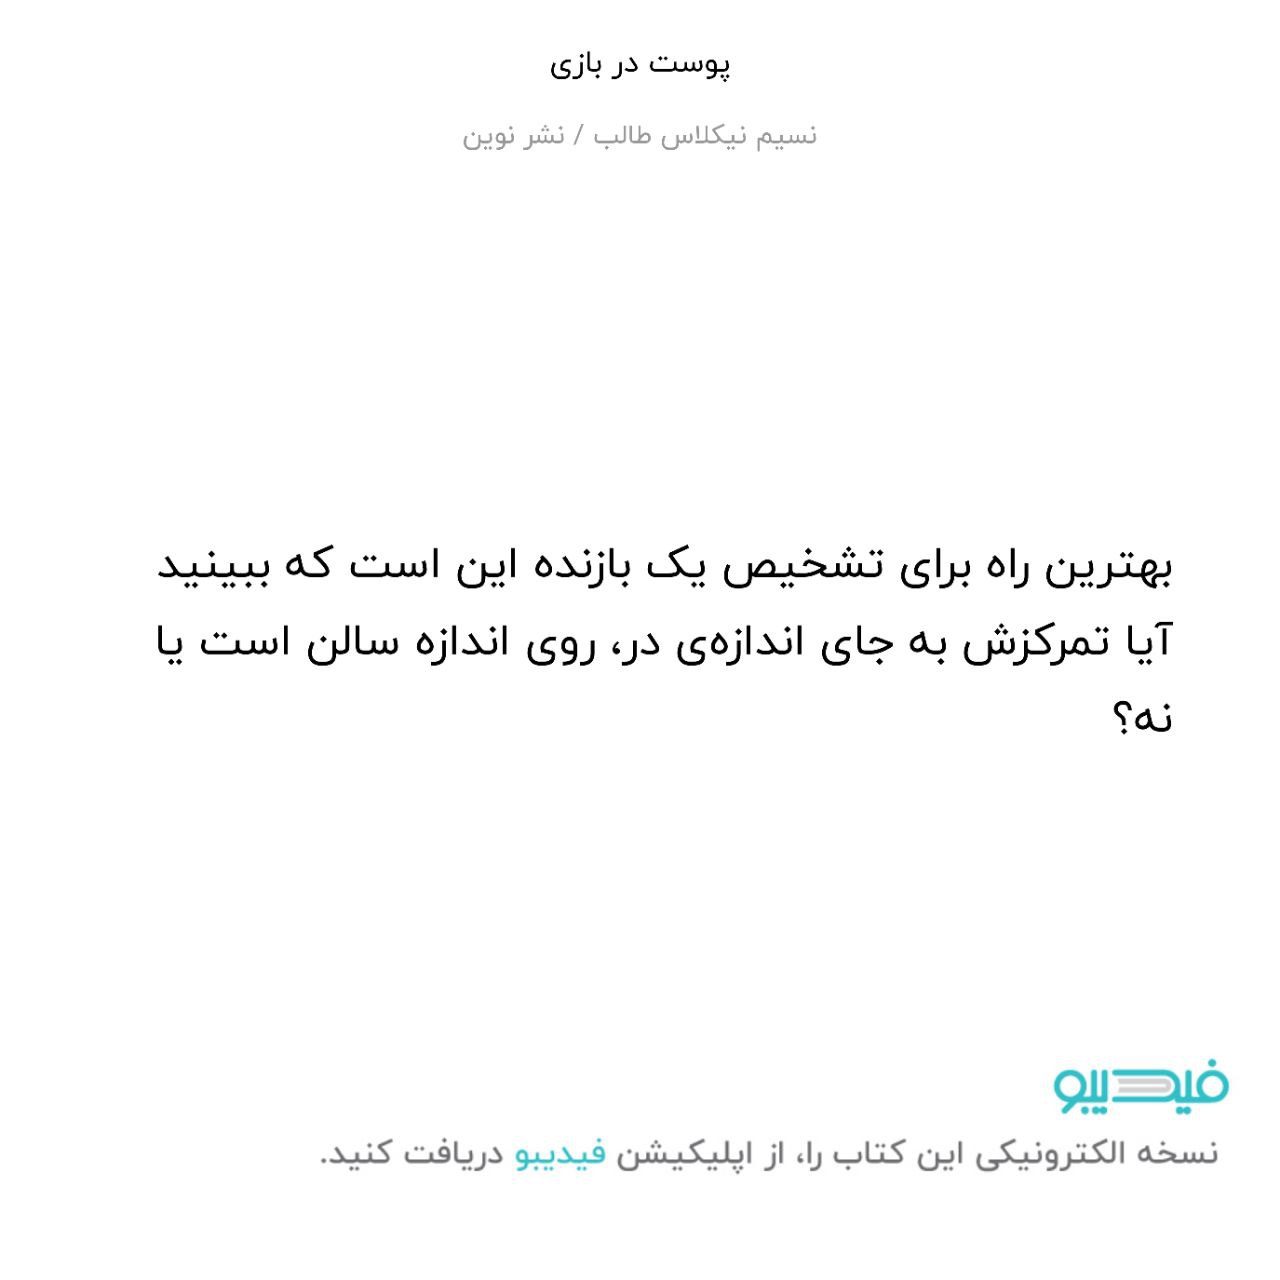 پوست در بازی
نسیم نیکلاس طالب / نشر نوین
بهترین راه برای تشخیص یک بازنده این است که ببینید
آیا تمرکزش به جای اندازه‌ی در، روی اندازه سالن است یا
نه؟
فیدیبو
نسخه الکترونیکی این کتاب را، از اپلیکیشن فیدیبو دریافت کنید.